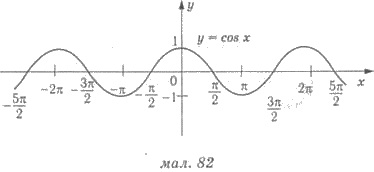 y
1
y = cos x
−5π/2
−2π
−3π/2
−π
−π/2
0
−1
π/2
π
3π/2
2π
5π/2
x
мал. 82